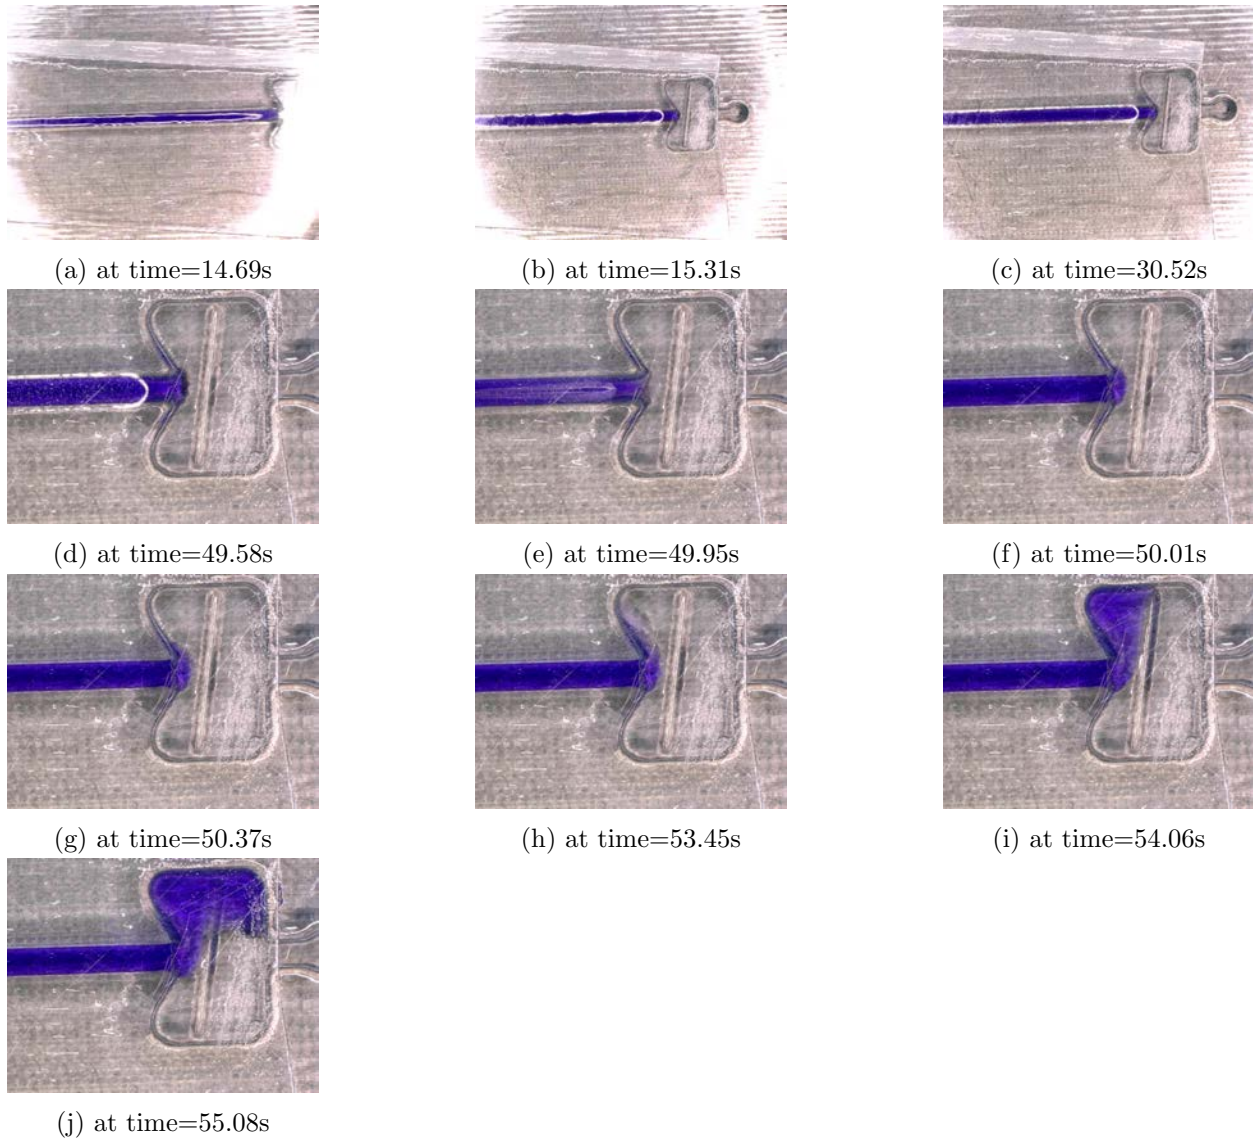 (a) at time=14.69s
(b) at time=15.31s
(c) at time=30.52s
(d) at time=49.58s
(e) at time=49.95s
(f) at time=50.01s
(g) at time=50.37s
(h) at time=53.45s
(i) at time=54.06s
(j) at time=55.08s